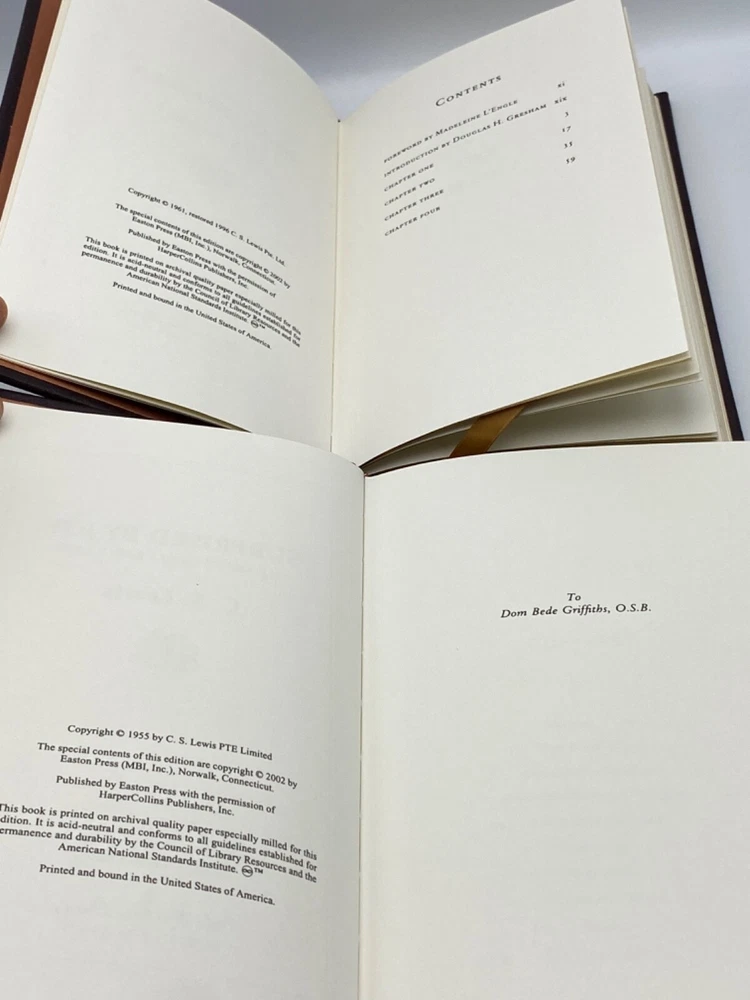 Copyright © 1961, restored 1996 C. S. Lewis Pte. Ltd.
The special contents of this edition are copyright © 2002 by
Easton Press (MBI, Inc.), Norwalk, Connecticut.
Published by Easton Press with the permission of
HarperCollins Publishers, Inc.
This book is printed on archival quality paper especially milled for this
edition. It is acid-neutral and conforms to all guidelines established for
permanence and durability by the Council of Library Resources and the
American National Standards Institute. ∞™
Printed and bound in the United States of America.
CONTENTS
FOREWORD BY MADELEINE L'ENGLE xi
INTRODUCTION BY DOUGLAS H. GRESHAM xix
CHAPTER ONE 3
CHAPTER TWO 17
CHAPTER THREE 35
CHAPTER FOUR 59
Copyright © 1955 by C. S. Lewis PTE Limited
The special contents of this edition are copyright © 2002 by
Easton Press (MBI, Inc.), Norwalk, Connecticut.
Published by Easton Press with the permission of
HarperCollins Publishers, Inc.
This book is printed on archival quality paper especially milled for this
dition. It is acid-neutral and conforms to all guidelines established for
ermanence and durability by the Council of Library Resources and the
American National Standards Institute. ∞™
Printed and bound in the United States of America.
To
Dom Bede Griffiths, O.S.B.